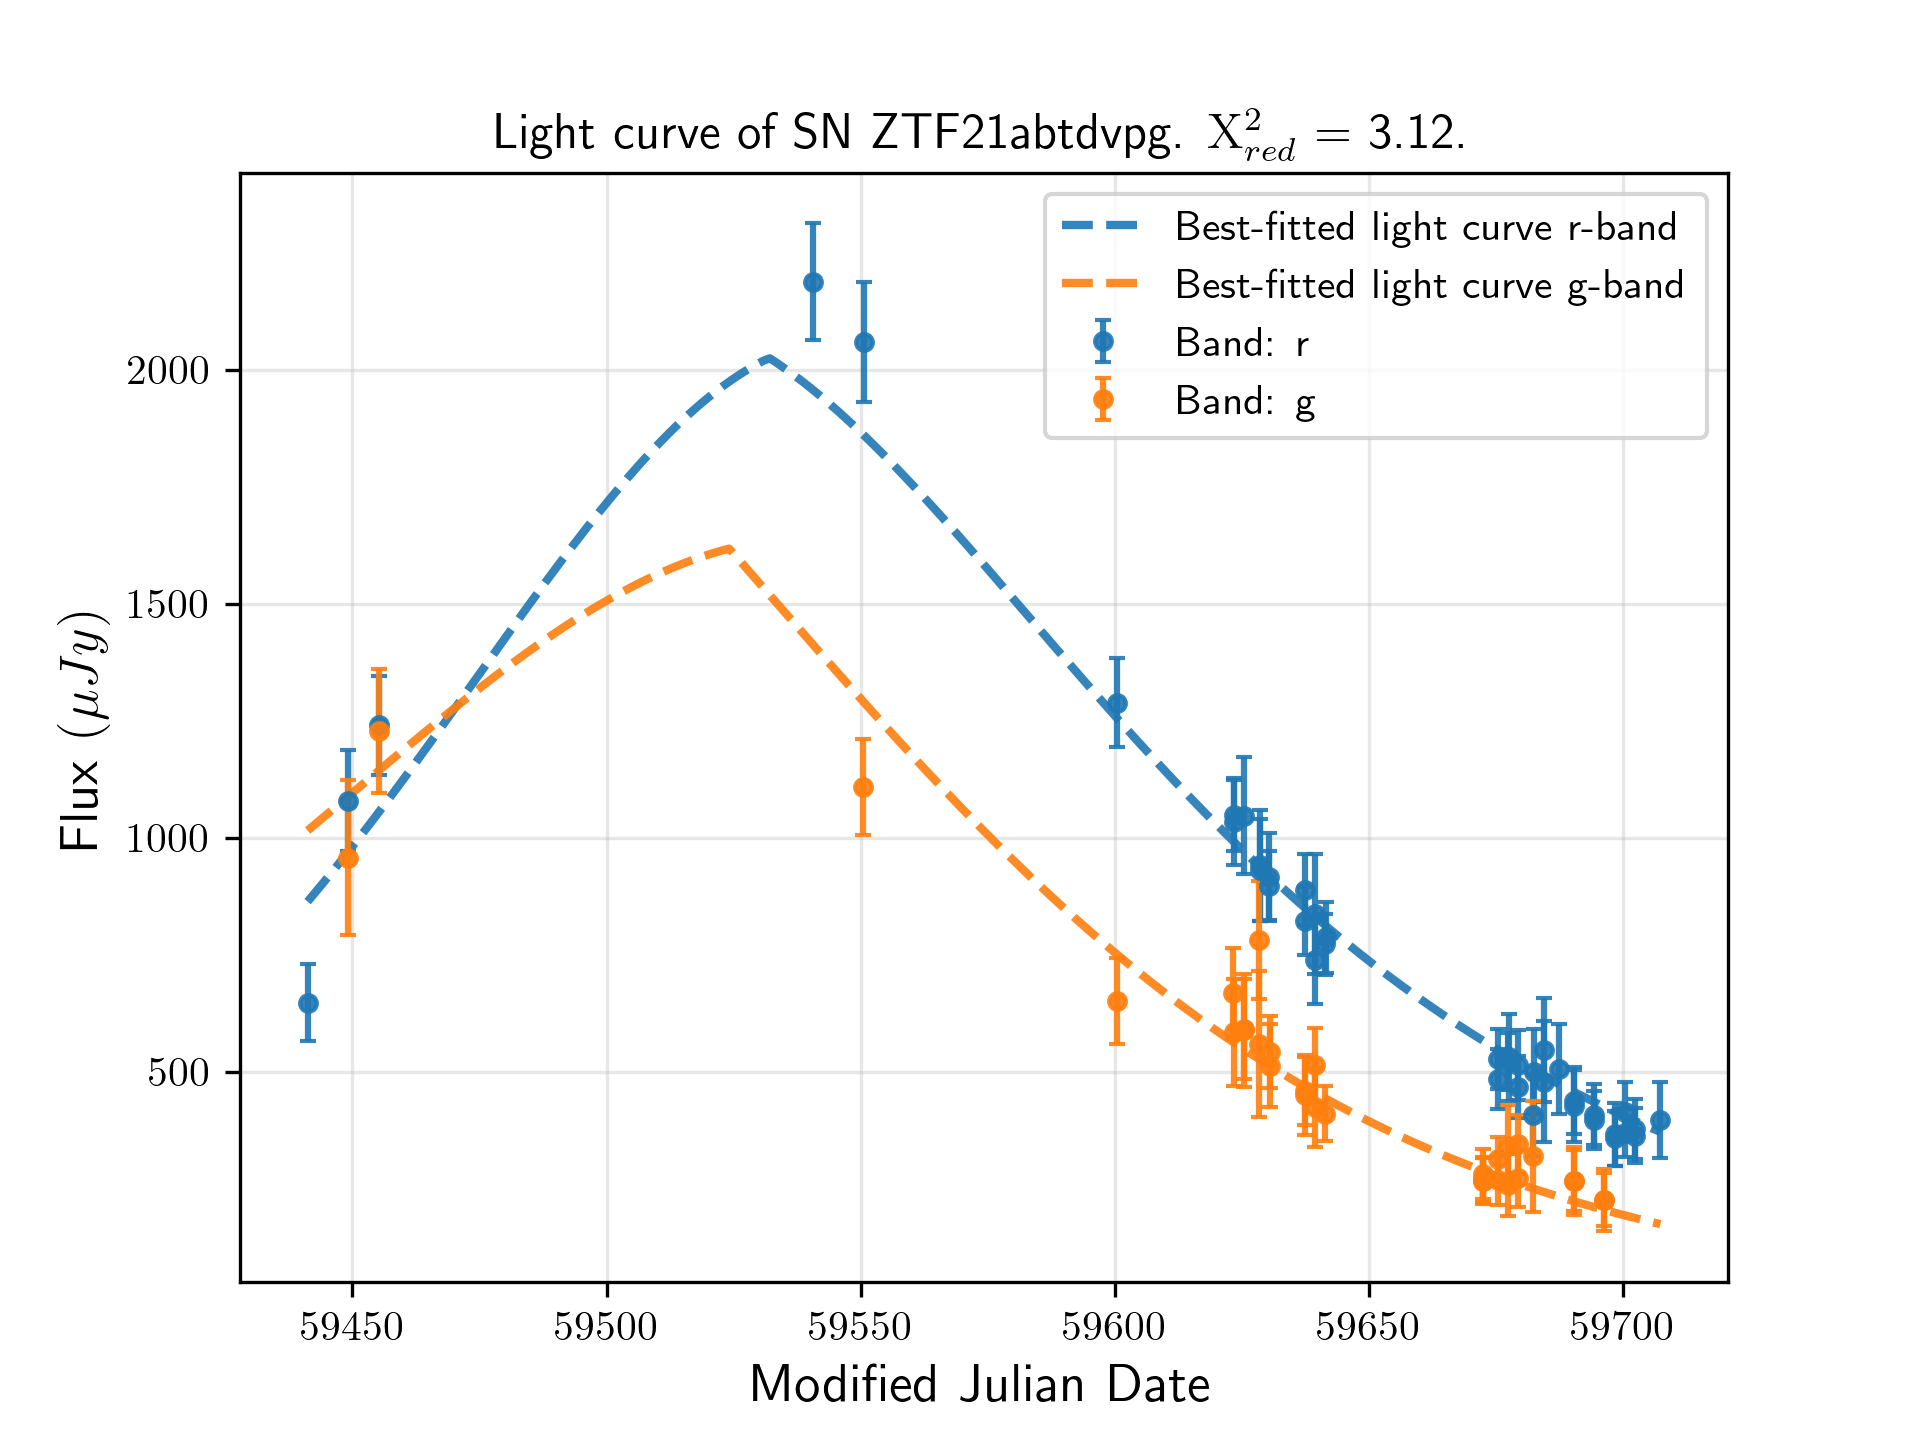 Light curve of SN ZTF21abtdvpg. X²red = 3.12.
Best-fitted light curve r-band
Best-fitted light curve g-band
Band: r
Band: g
Flux (μJy)
2000
1500
1000
500
59450 59500 59550 59600 59650 59700
Modified Julian Date